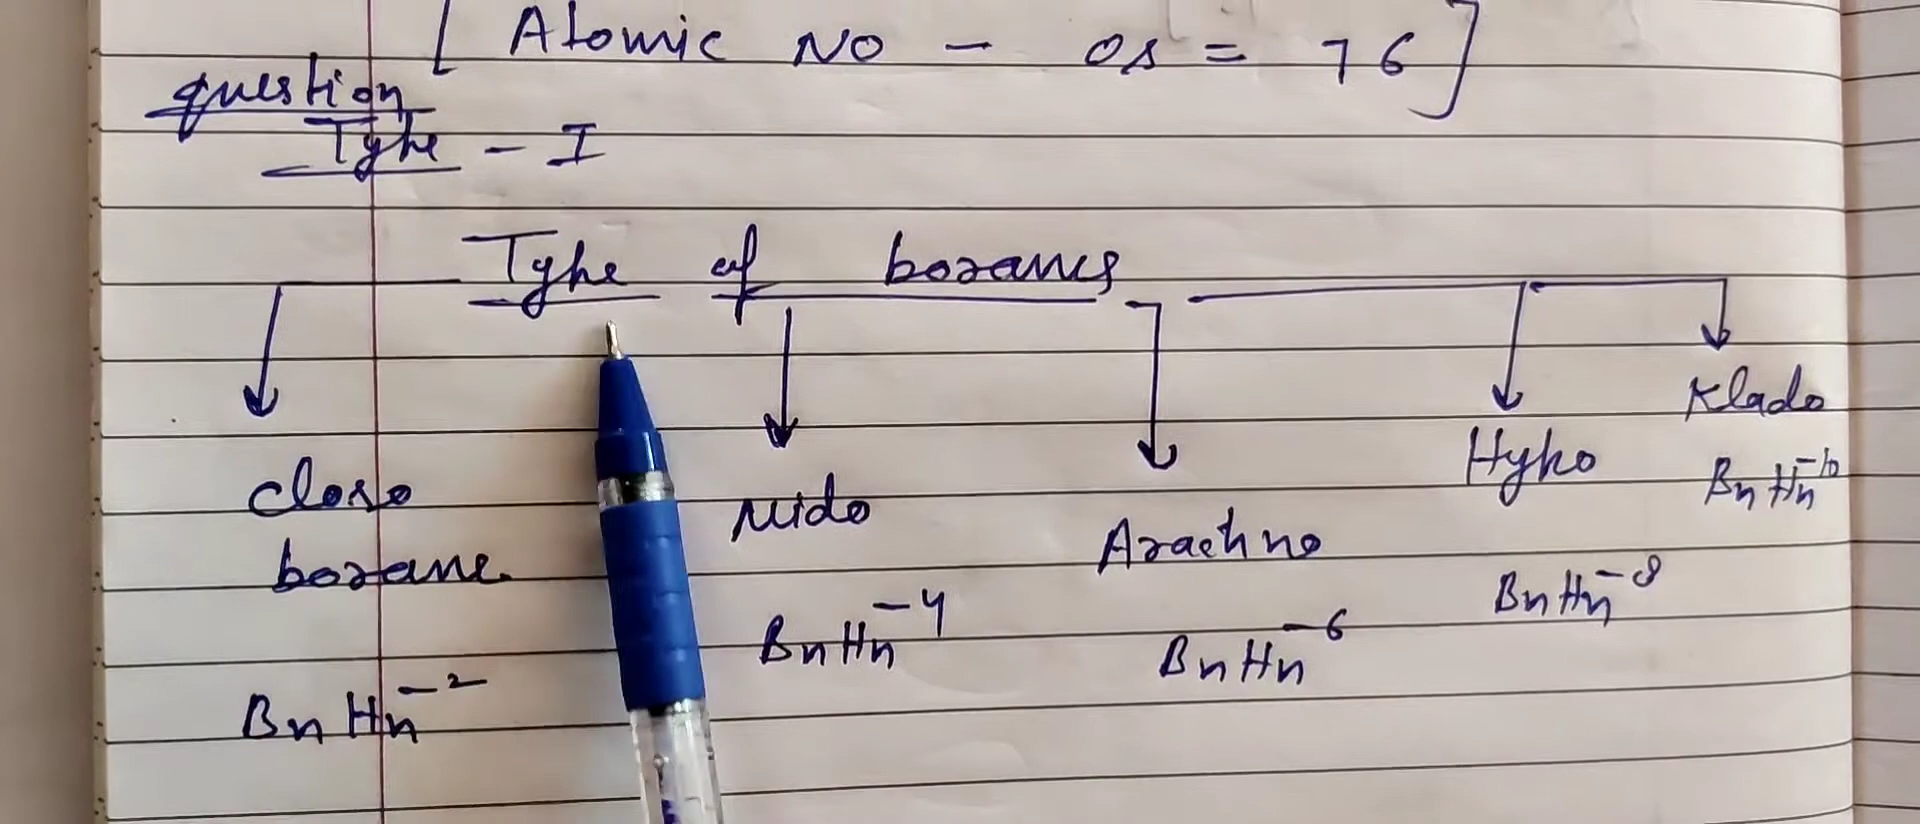 [ Atomic NO - Os = 76 ]
question
Type - I
Type of boranes
Klado
Hypo
closo
borane.
Nido
Arachno
BnHn⁻¹⁰
BnHn⁻⁸
BnHn⁻⁴
BnHn⁻⁶
BnHn⁻²